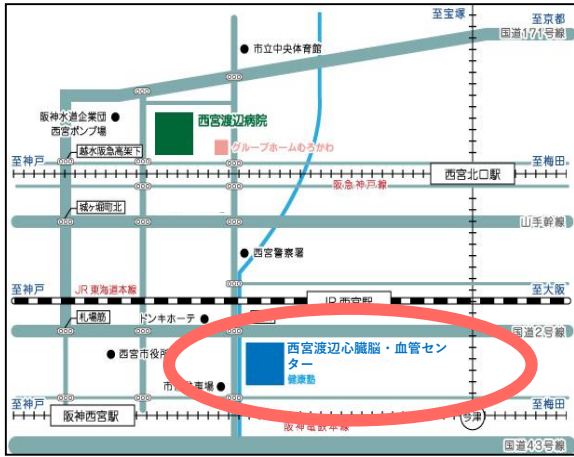 至宝塚
至京都
国道171号線
市立中央体育館
阪神水道企業団
西宮ポンプ場
西宮渡辺病院
グループホームむろかわ
越水阪急高架下
至神戸
至梅田
西宮北口駅
阪急神戸線
城ヶ堀町北
山手幹線
西宮警察署
至神戸
JR東海道本線
至大阪
JR西宮駅
札場筋
ドンキホーテ
国道2号線
西宮渡辺心臓脳・血管セン
ター
健康塾
西宮市役所
至神戸
至梅田
阪神西宮駅
阪神電鉄本線
今津
国道43号線